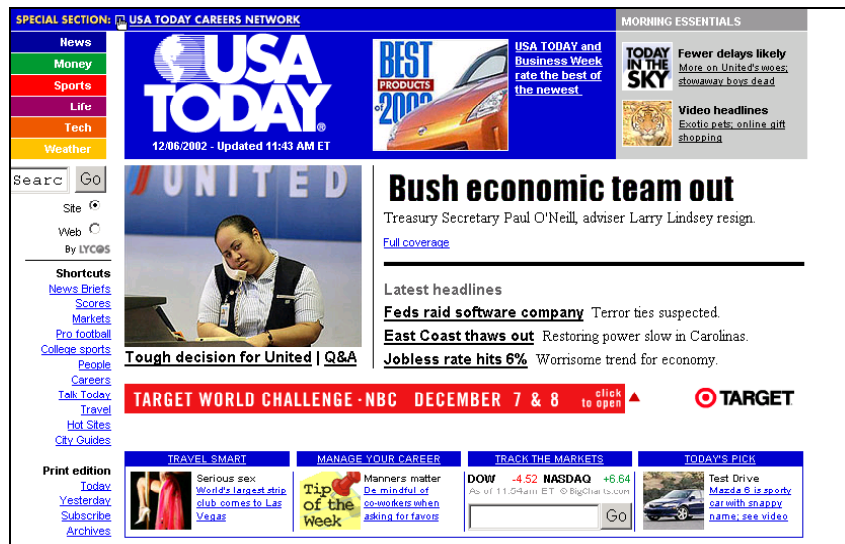 SPECIAL SECTION: USA TODAY CAREERS NETWORK
MORNING ESSENTIALS
News
Money
Sports
Life
Tech
Weather
USA
TODAY
12/06/2002 - Updated 11:43 AM ET
BEST
PRODUCTS
of 2002
USA TODAY and
Business Week
rate the best of
the newest
TODAY
IN THE
SKY
Fewer delays likely
More on United's woes;
stowaway boys dead
Video headlines
Exotic pets; online gift
shopping
Searc Go
Site
Web
By LYCOS
Shortcuts
News Briefs
Scores
Markets
Pro football
College sports
People
Careers
Talk Today
Travel
Hot Sites
City Guides
Print edition
Today
Yesterday
Subscribe
Archives
UNITED
Tough decision for United | Q&A
Bush economic team out
Treasury Secretary Paul O'Neill, adviser Larry Lindsey resign.
Full coverage
Latest headlines
Feds raid software company Terror ties suspected.
East Coast thaws out Restoring power slow in Carolinas.
Jobless rate hits 6% Worrisome trend for economy.
TARGET WORLD CHALLENGE · NBC DECEMBER 7 & 8 click
to open
TARGET
TRAVEL SMART
Serious sex
World's largest strip
club comes to Las
Vegas
MANAGE YOUR CAREER
Tip
of the
Week
Manners matter
De mindful of
co-workers when
asking for favors
TRACK THE MARKETS
DOW -4.52 NASDAQ +6.64
As of 11:54am ET © BigCharts.com
Go
TODAY'S PICK
Test Drive
Mazda 6 is sporty
car with snappy
name; see video